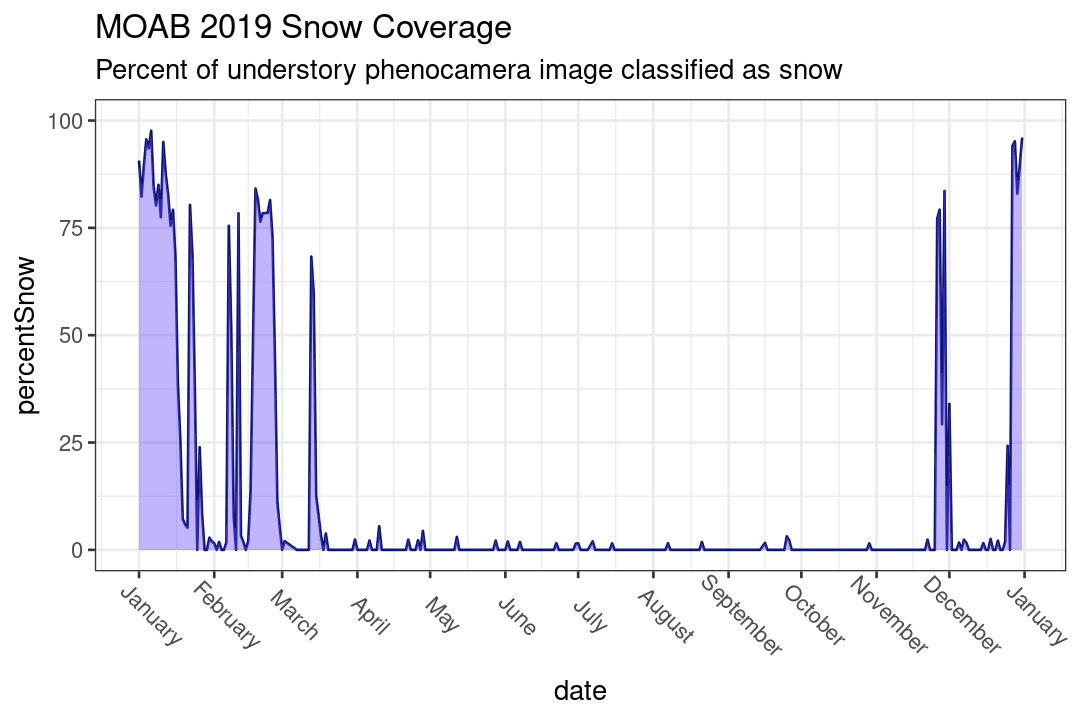 MOAB 2019 Snow Coverage
Percent of understory phenocamera image classified as snow
percentSnow
100
75
50
25
0
January
February
March
April
May
June
July
August
September
October
November
December
January
date